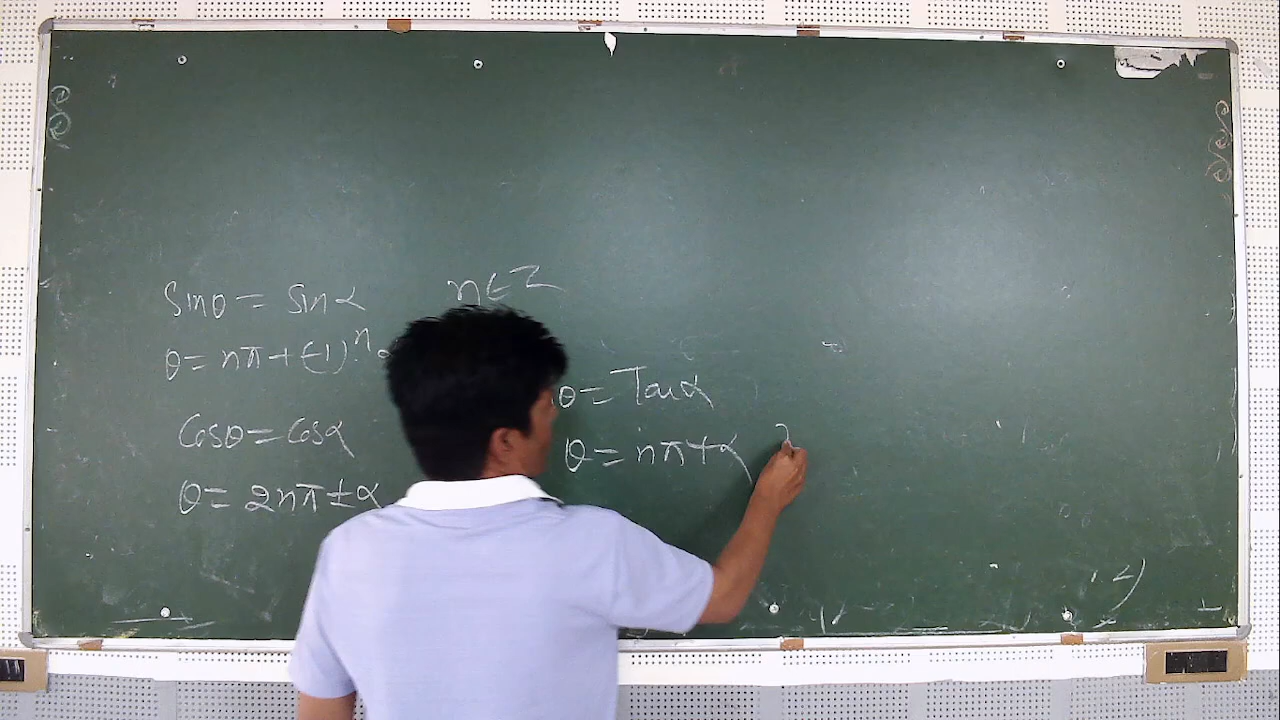 Sinθ = Sinα n∈Z
θ = nπ + (-1)^n α
Cosθ = Cosα
θ = 2nπ ± α
θ = Tanα
θ = nπ + α,